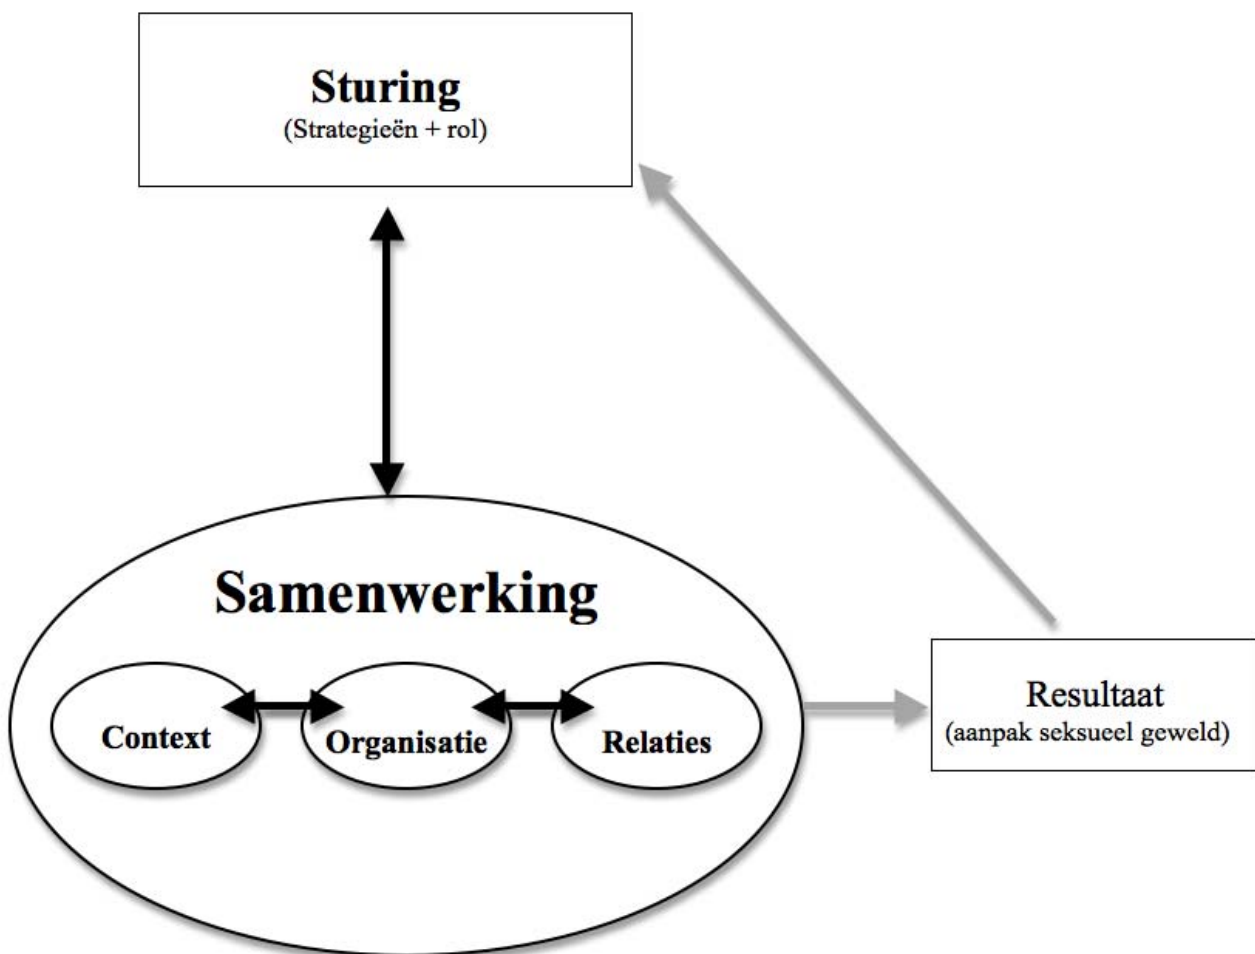 Sturing
(Strategieën + rol)
Samenwerking
Context
Organisatie
Relaties
Resultaat
(aanpak seksueel geweld)